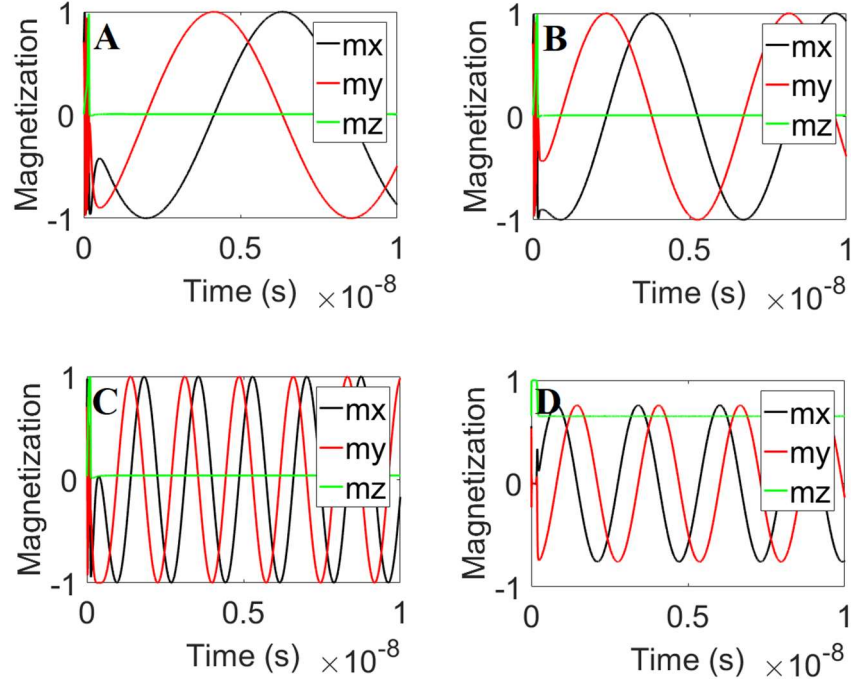 A
mx
my
mz
1
0
-1
Magnetization
0
0.5
1
Time (s)
×10
-8
B
mx
my
mz
1
0
-1
Magnetization
0
0.5
1
Time (s)
×10
-8
C
mx
my
mz
1
0
-1
Magnetization
0
0.5
1
Time (s)
×10
-8
D
mx
my
mz
1
0
-1
Magnetization
0
0.5
1
Time (s)
×10
-8